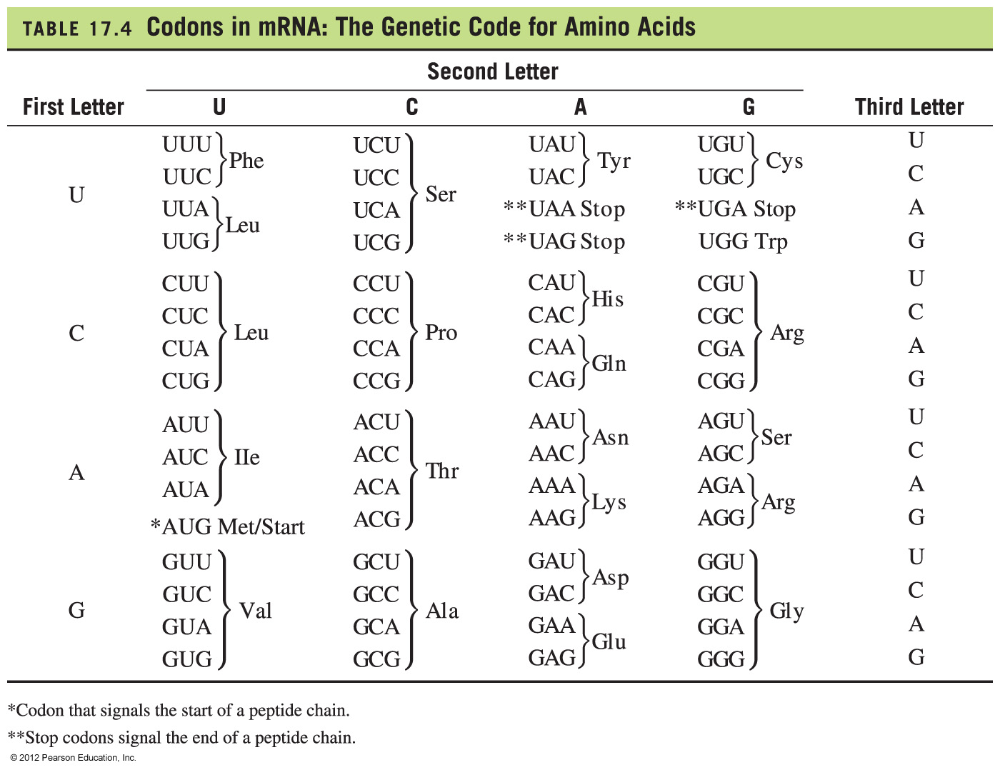 TABLE 17.4 Codons in mRNA: The Genetic Code for Amino Acids
Second Letter
First Letter U C A G Third Letter
UUU UCU UAU UGU U
Phe Tyr Cys
UUC UCC UAC UGC C
U Ser
UUA UCA **UAA Stop **UGA Stop A
Leu
UUG UCG **UAG Stop UGG Trp G
CUU CCU CAU CGU U
His
CUC CCC CAC CGC C
C Leu Pro Arg
CUA CCA CAA CGA A
Gln
CUG CCG CAG CGG G
AUU ACU AAU AGU U
Asn Ser
AUC IIe ACC AAC AGC C
A Thr
AUA ACA AAA AGA A
Lys Arg
*AUG Met/Start ACG AAG AGG G
GUU GCU GAU GGU U
Asp
GUC GCC GAC GGC C
G Val Ala Gly
GUA GCA GAA GGA A
Glu
GUG GCG GAG GGG G
*Codon that signals the start of a peptide chain.
**Stop codons signal the end of a peptide chain.
© 2012 Pearson Education, Inc.